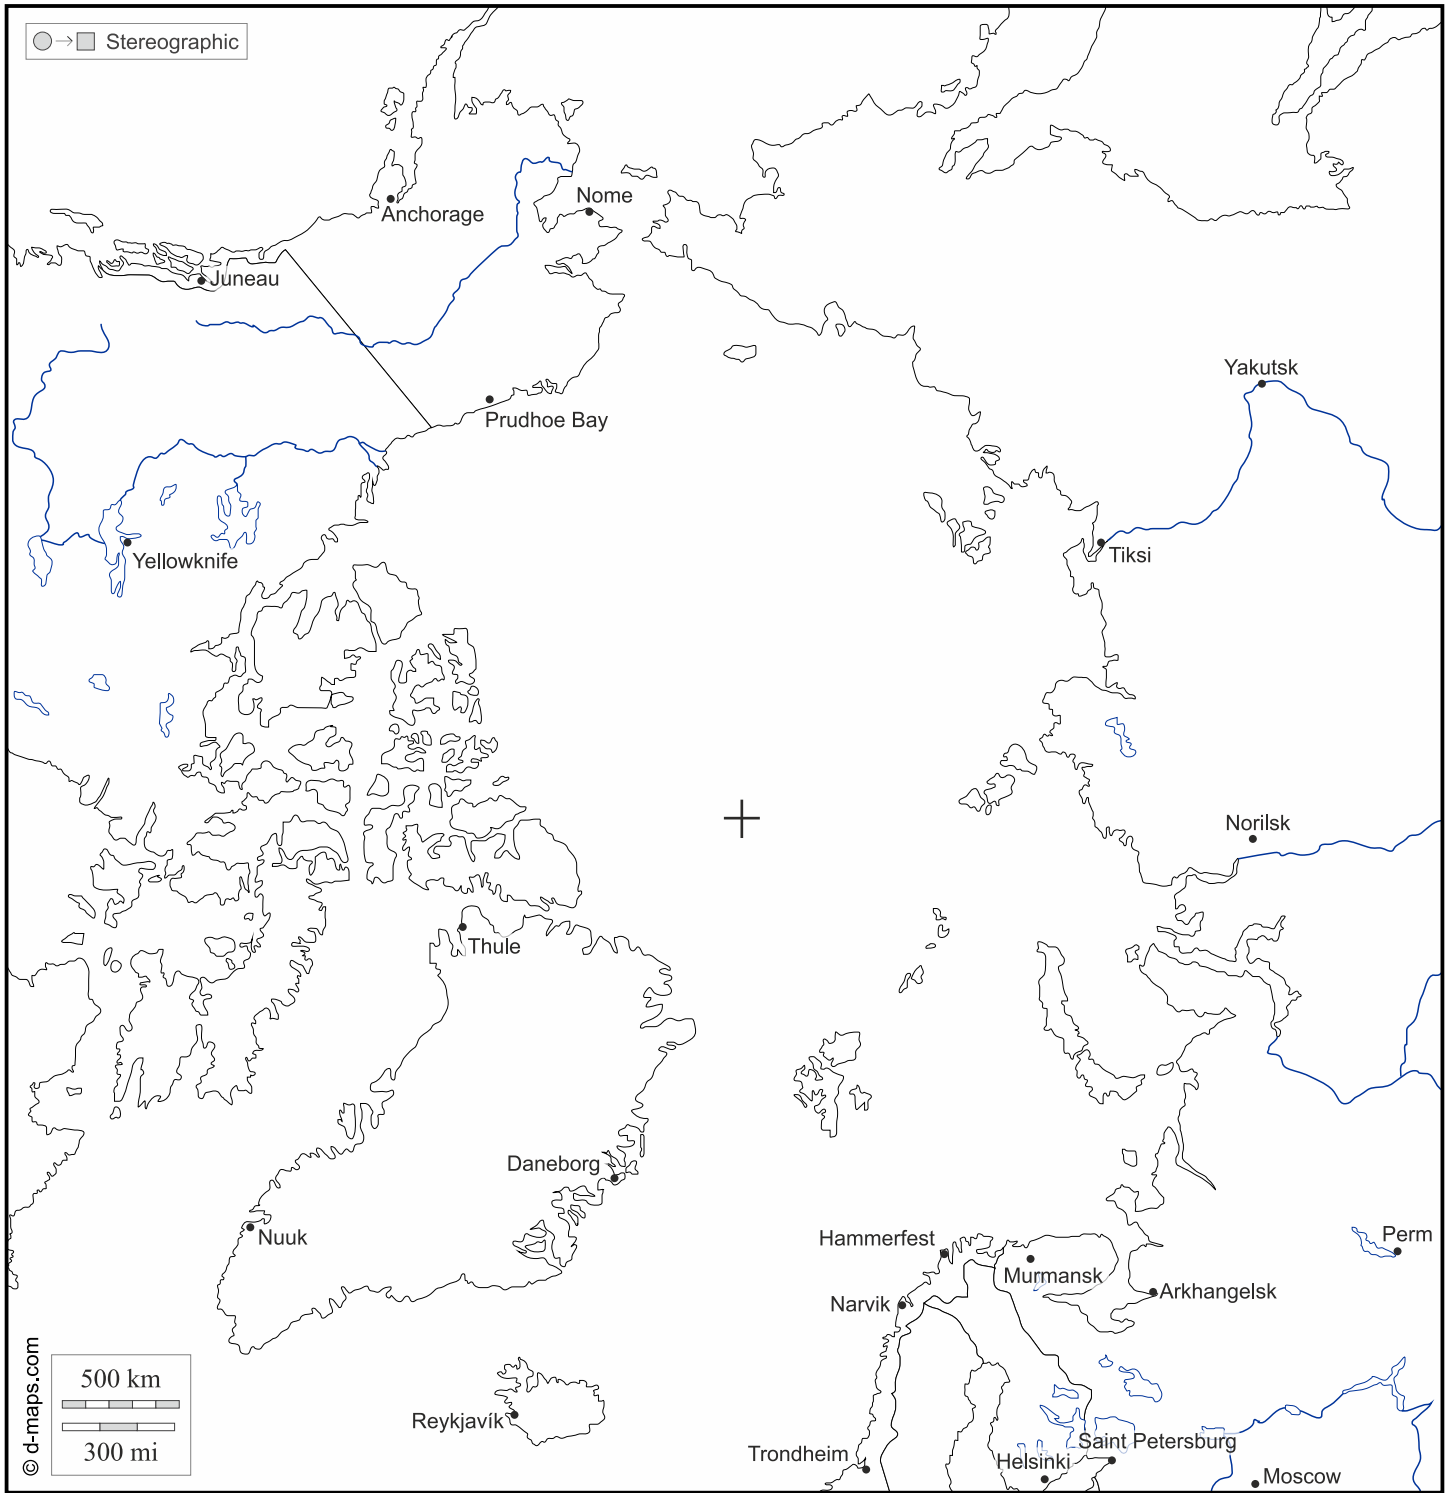 Stereographic
Nome
Anchorage
Juneau
Yakutsk
Prudhoe Bay
Tiksi
Yellowknife
Norilsk
Thule
Daneborg
Nuuk
Hammerfest
Perm
Murmansk
Narvik
Arkhangelsk
500 km
300 mi
© d-maps.com
Reykjavík
Saint Petersburg
Trondheim
Helsinki
Moscow